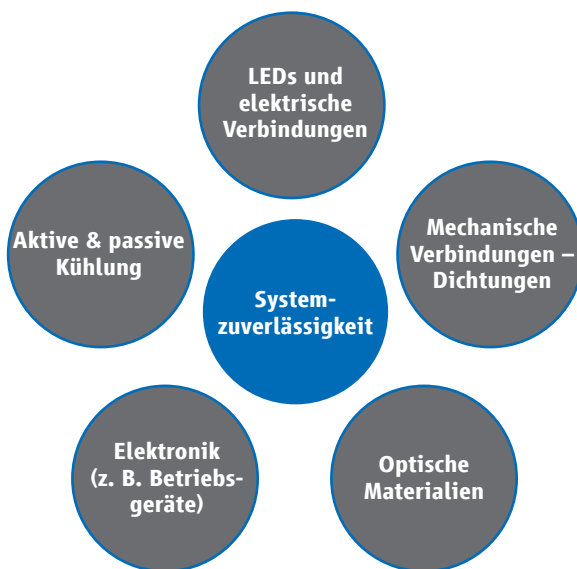 LEDs und
elektrische
Verbindungen
Aktive & passive
Kühlung
Mechanische
Verbindungen –
Dichtungen
System-
zuverlässigkeit
Elektronik
(z. B. Betriebs-
geräte)
Optische
Materialien